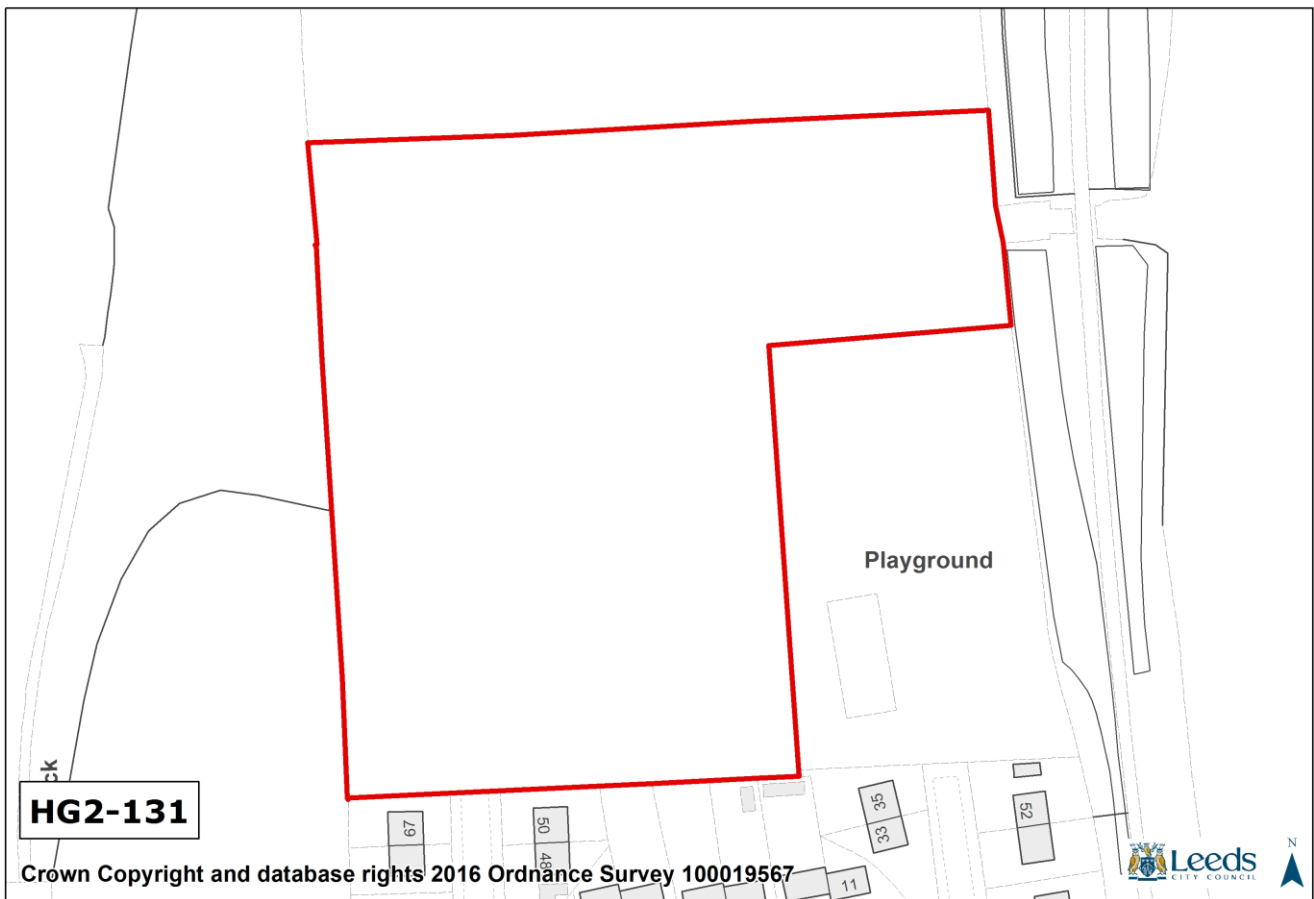 Playground
ck
HG2-131
67
50
48
33 35
52
11
Crown Copyright and database rights 2016 Ordnance Survey 100019567
Leeds
CITY COUNCIL
N